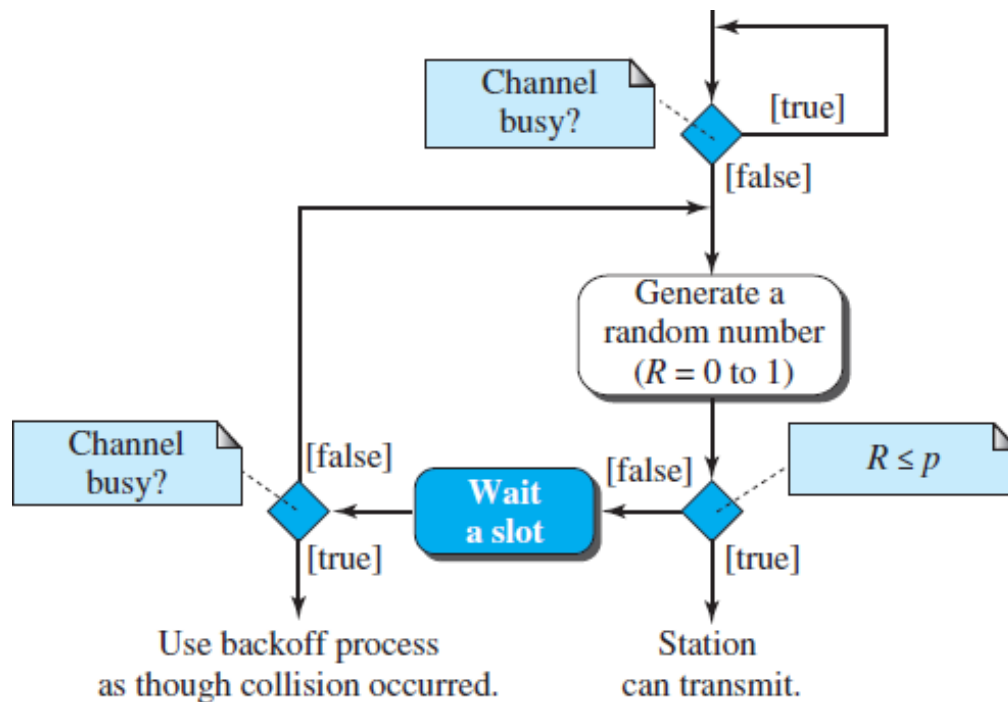 Channel
busy?
[true]
[false]
Generate a
random number
(R = 0 to 1)
Channel
busy?
[false]
Wait
a slot
[false]
R ≤ p
[true]
[true]
Use backoff process
as though collision occurred.
Station
can transmit.